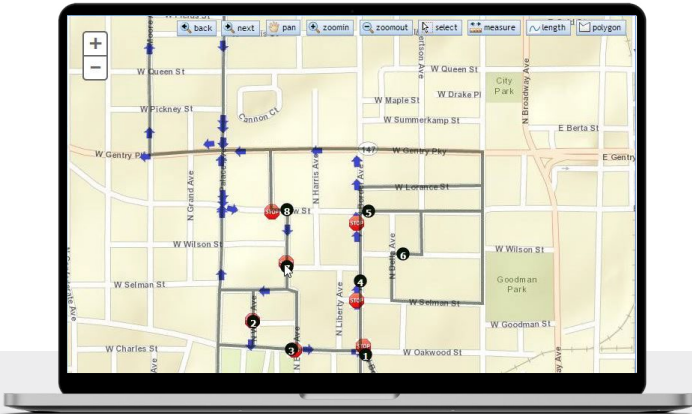 back next pan zoomin zoomout select measure length polygon
+
−
W Queen St
W Queen St
City
Park
N Broadway Ave
W Pickney St
Cannon Ct
W Maple St
W Drake Pl
W Summerkamp St
E Berta St
W Gentry
147
W Gentry Pky
E Gentry
N Grand Ave
Palace
N Harris Ave
W Lorance St
STOP
8
w St
5
STOP
W Wilson St
6
W Wilson St
W Selman St
4
STOP
Goodman
Park
2
N Liberty Ave
W Selman St
W Goodman St
W Charles St
3
STOP
1
W Oakwood St